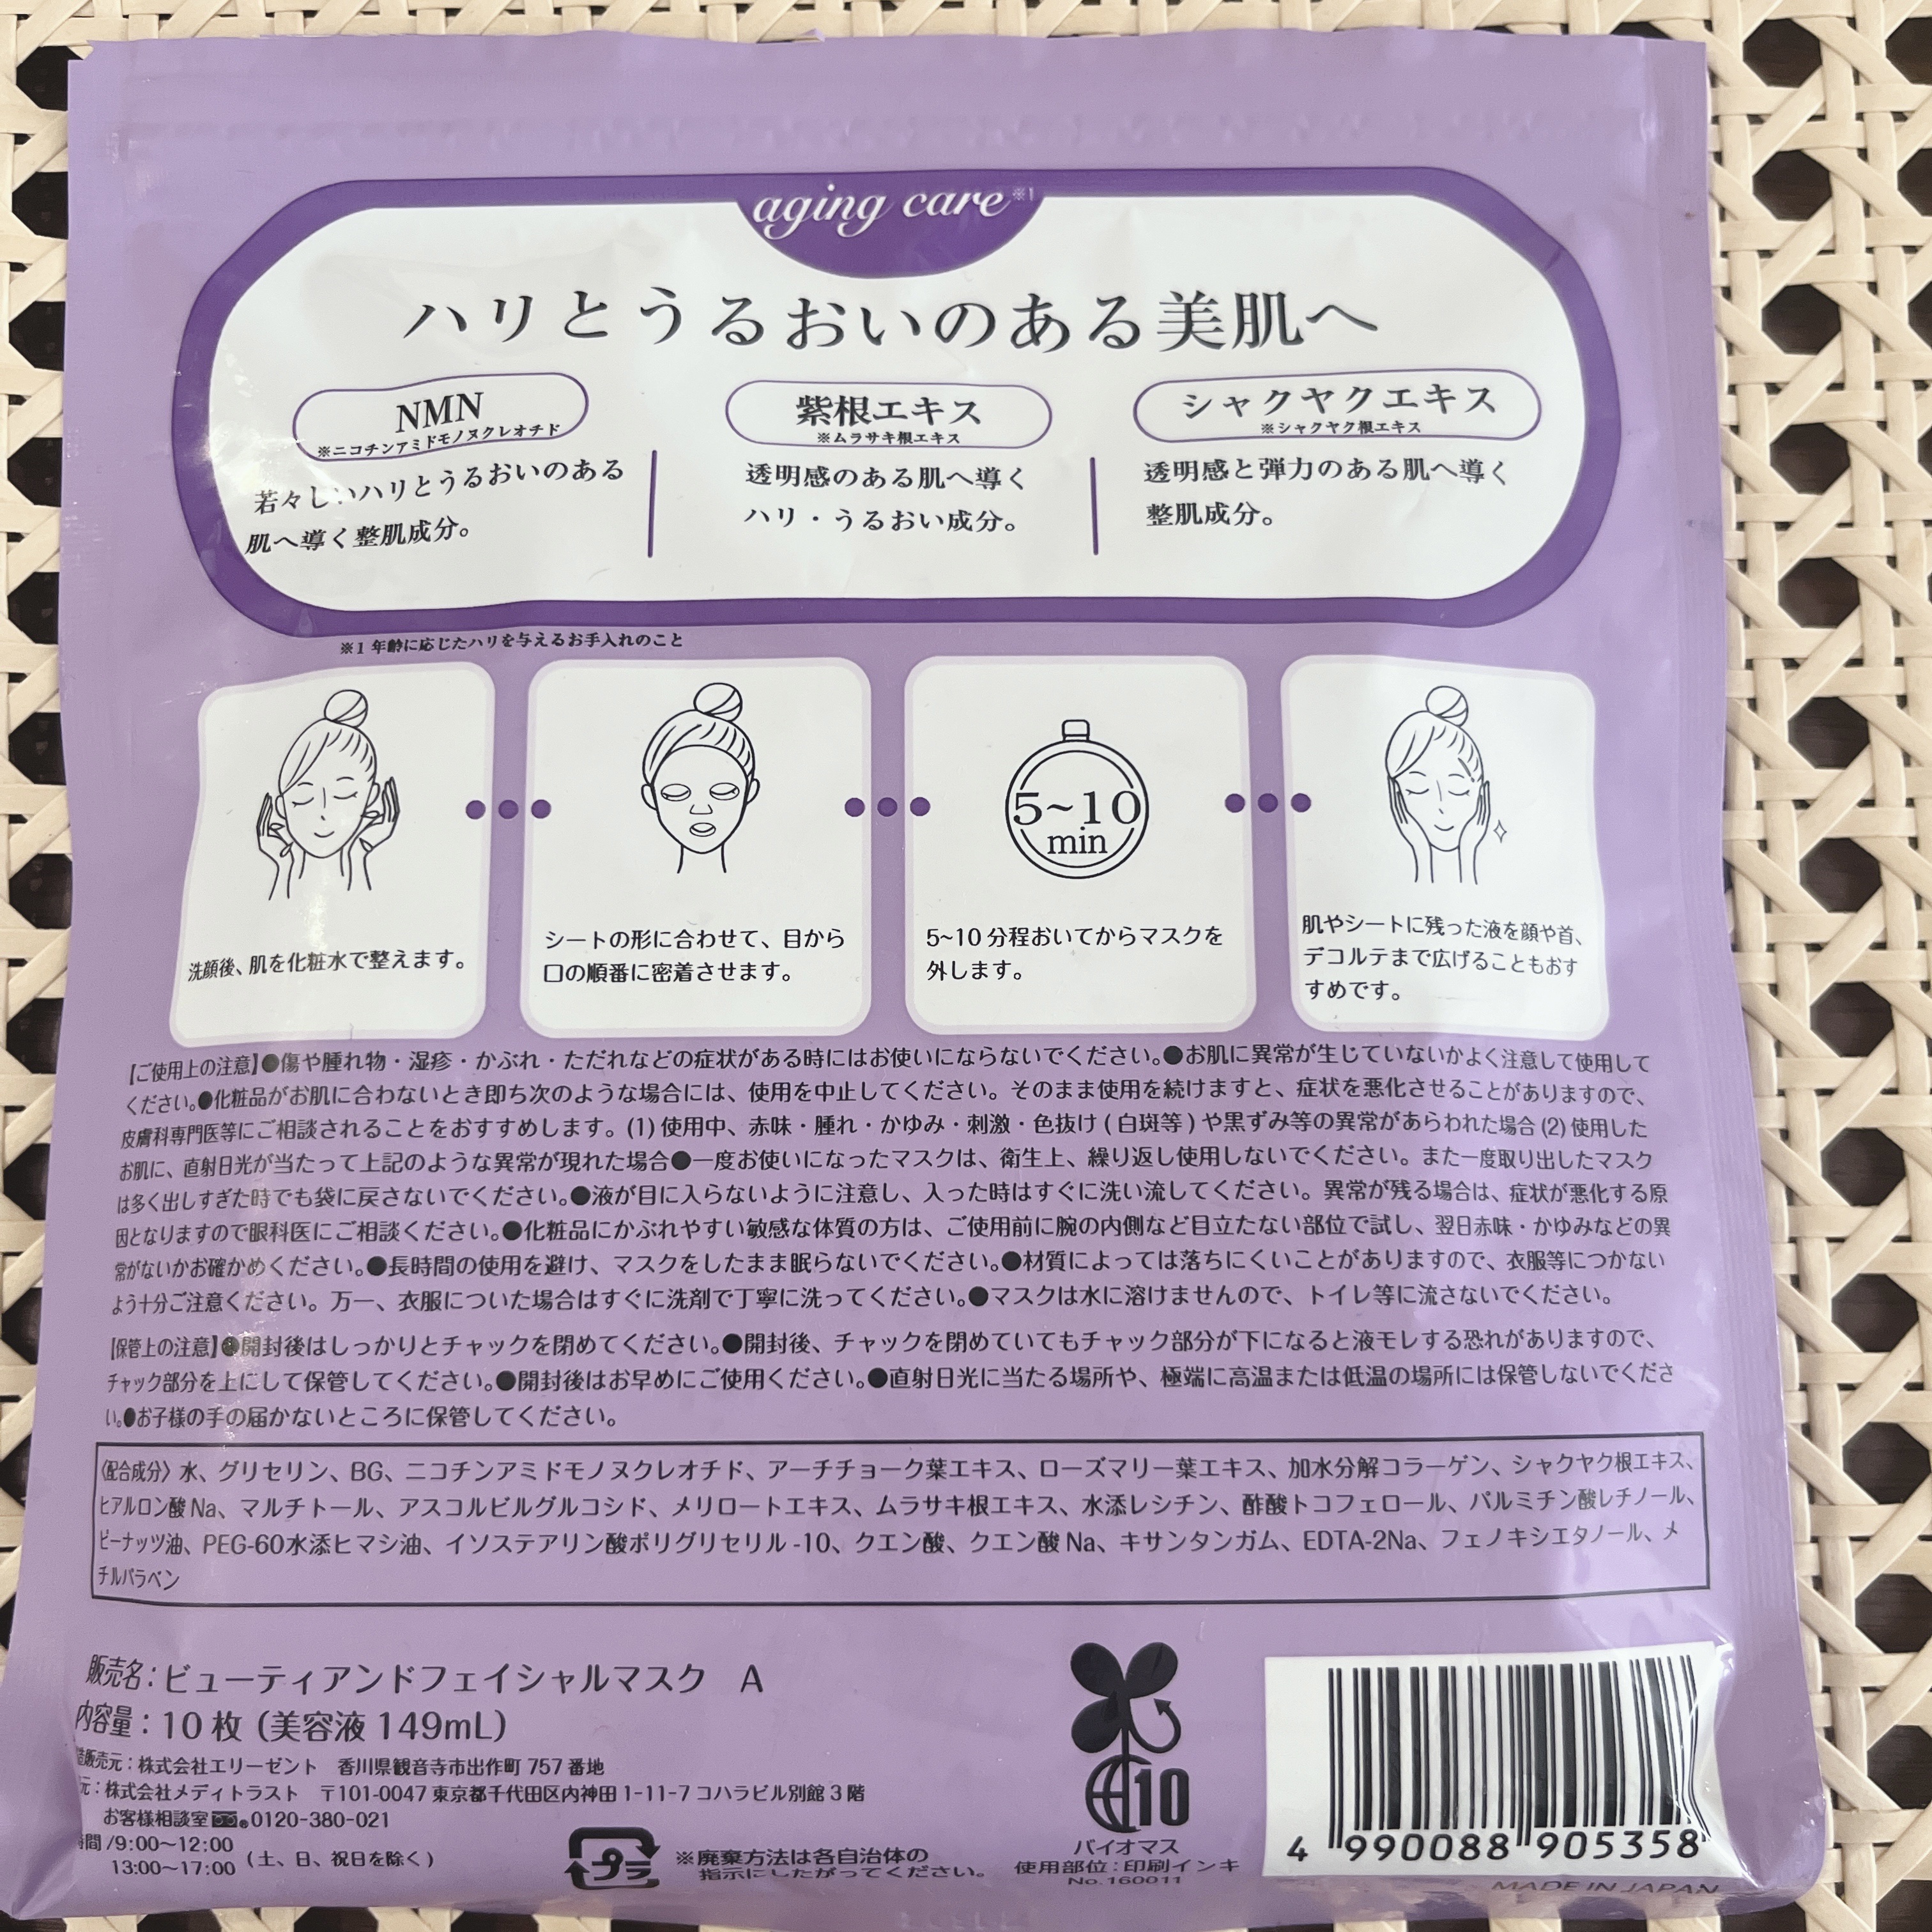 aging care※1
ハリとうるおいのある美肌へ
NMN
※ニコチンアミドモノヌクレオチド
若々しいハリとうるおいのある
肌へ導く整肌成分。
紫根エキス
※ムラサキ根エキス
透明感のある肌へ導く
ハリ・うるおい成分。
シャクヤクエキス
※シャクヤク根エキス
透明感と弾力のある肌へ導く
整肌成分。
※1 年齢に応じたハリを与えるお手入れのこと
洗顔後、肌を化粧水で整えます。
シートの形に合わせて、目から
口の順番に密着させます。
5~10
min
5~10 分程おいてからマスクを
外します。
肌やシートに残った液を顔や首、
デコルテまで広げることもおす
すめです。
【ご使用上の注意】●傷や腫れ物・湿疹・かぶれ・ただれなどの症状がある時にはお使いにならないでください。●お肌に異常が生じていないかよく注意して使用して
ください。●化粧品がお肌に合わないとき即ち次のような場合には、使用を中止してください。そのまま使用を続けますと、症状を悪化させることがありますので、
皮膚科専門医等にご相談されることをおすすめします。(1) 使用中、赤味・腫れ・かゆみ・刺激・色抜け ( 白斑等 ) や黒ずみ等の異常があらわれた場合 (2) 使用した
お肌に、直射日光が当たって上記のような異常が現れた場合●一度お使いになったマスクは、衛生上、繰り返し使用しないでください。また一度取り出したマスク
は多く出しすぎた時でも袋に戻さないでください。●液が目に入らないように注意し、入った時はすぐに洗い流してください。異常が残る場合は、症状が悪化する原
因となりますので眼科医にご相談ください。●化粧品にかぶれやすい敏感な体質の方は、ご使用前に腕の内側など目立たない部位で試し、翌日赤味・かゆみなどの異
常がないかお確かめください。●長時間の使用を避け、マスクをしたまま眠らないでください。●材質によっては落ちにくいことがありますので、衣服等につかない
よう十分ご注意ください。万一、衣服についた場合はすぐに洗剤で丁寧に洗ってください。●マスクは水に溶けませんので、トイレ等に流さないでください。
【保管上の注意】●開封後はしっかりとチャックを閉めてください。●開封後、チャックを閉めていてもチャック部分が下になると液モレする恐れがありますので、
チャック部分を上にして保管してください。●開封後はお早めにご使用ください。●直射日光に当たる場所や、極端に高温または低温の場所には保管しないでくださ
い。●お子様の手の届かないところに保管してください。
〈配合成分〉水、グリセリン、BG、ニコチンアミドモノヌクレオチド、アーチチョーク葉エキス、ローズマリー葉エキス、加水分解コラーゲン、シャクヤク根エキス、
ヒアルロン酸 Na、マルチトール、アスコルビルグルコシド、メリロートエキス、ムラサキ根エキス、水添レシチン、酢酸トコフェロール、パルミチン酸レチノール、
ピーナッツ油、PEG-60水添ヒマシ油、イソステアリン酸ポリグリセリル -10、クエン酸、クエン酸 Na、キサンタンガム、EDTA-2Na、フェノキシエタノール、メ
チルパラベン
販売名：ビューティアンドフェイシャルマスク A
内容量：10 枚（美容液 149mL）
造販売元：株式会社エリーゼント 香川県観音寺市出作町 757 番地
元：株式会社メディトラスト 〒101-0047 東京都千代田区内神田 1-11-7 コハラビル別館 3 階
お客様相談室 0120-380-021
時間 /9:00～12:00
13:00～17:00（土、日、祝日を除く）
プラ
※廃棄方法は各自治体の
指示にしたがってください。
10
バイオマス
使用部位：印刷インキ
No.160011
4 990088 905358
MADE IN JAPAN